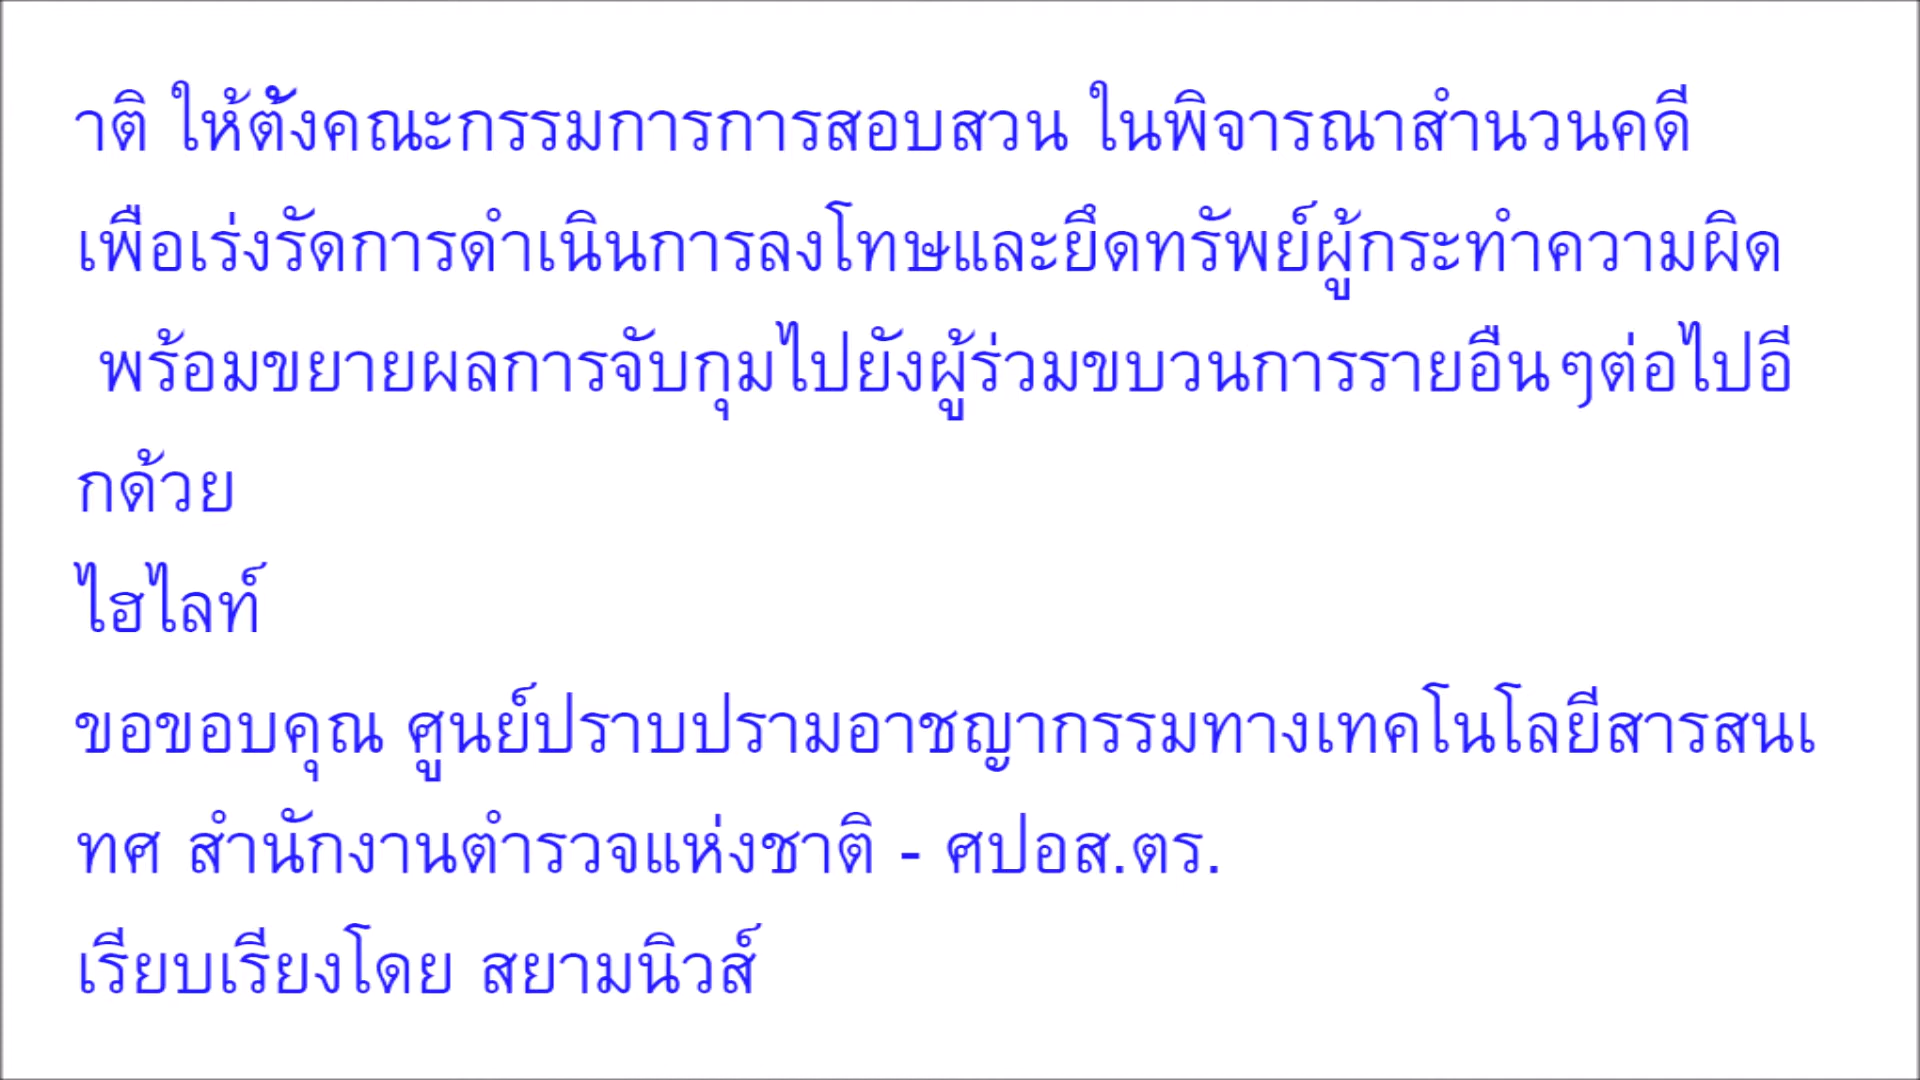 าติ ให้ตั้งคณะกรรมการการสอบสวน ในพิจารณาสำนวนคดี
เพื่อเร่งรัดการดำเนินการลงโทษและยึดทรัพย์ผู้กระทำความผิด
พร้อมขยายผลการจับกุมไปยังผู้ร่วมขบวนการรายอื่นๆต่อไปอี
กด้วย
ไฮไลท์
ขอขอบคุณ ศูนย์ปราบปรามอาชญากรรมทางเทคโนโลยีสารสนเ
ทศ สำนักงานตำรวจแห่งชาติ - ศปอส.ตร.
เรียบเรียงโดย สยามนิวส์